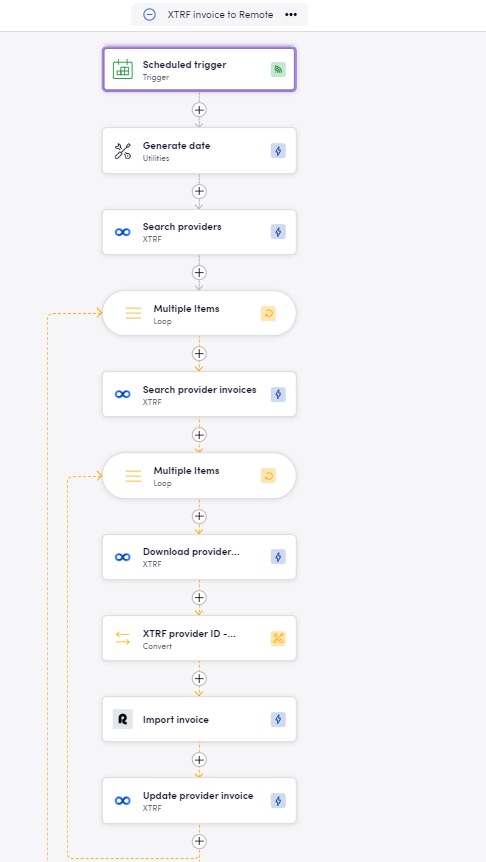 XTRF invoice to Remote
Scheduled trigger
Trigger
Generate date
Utilities
Search providers
XTRF
Multiple Items
Loop
Search provider invoices
XTRF
Multiple Items
Loop
Download provider...
XTRF
XTRF provider ID -...
Convert
R
Import invoice
Update provider invoice
XTRF